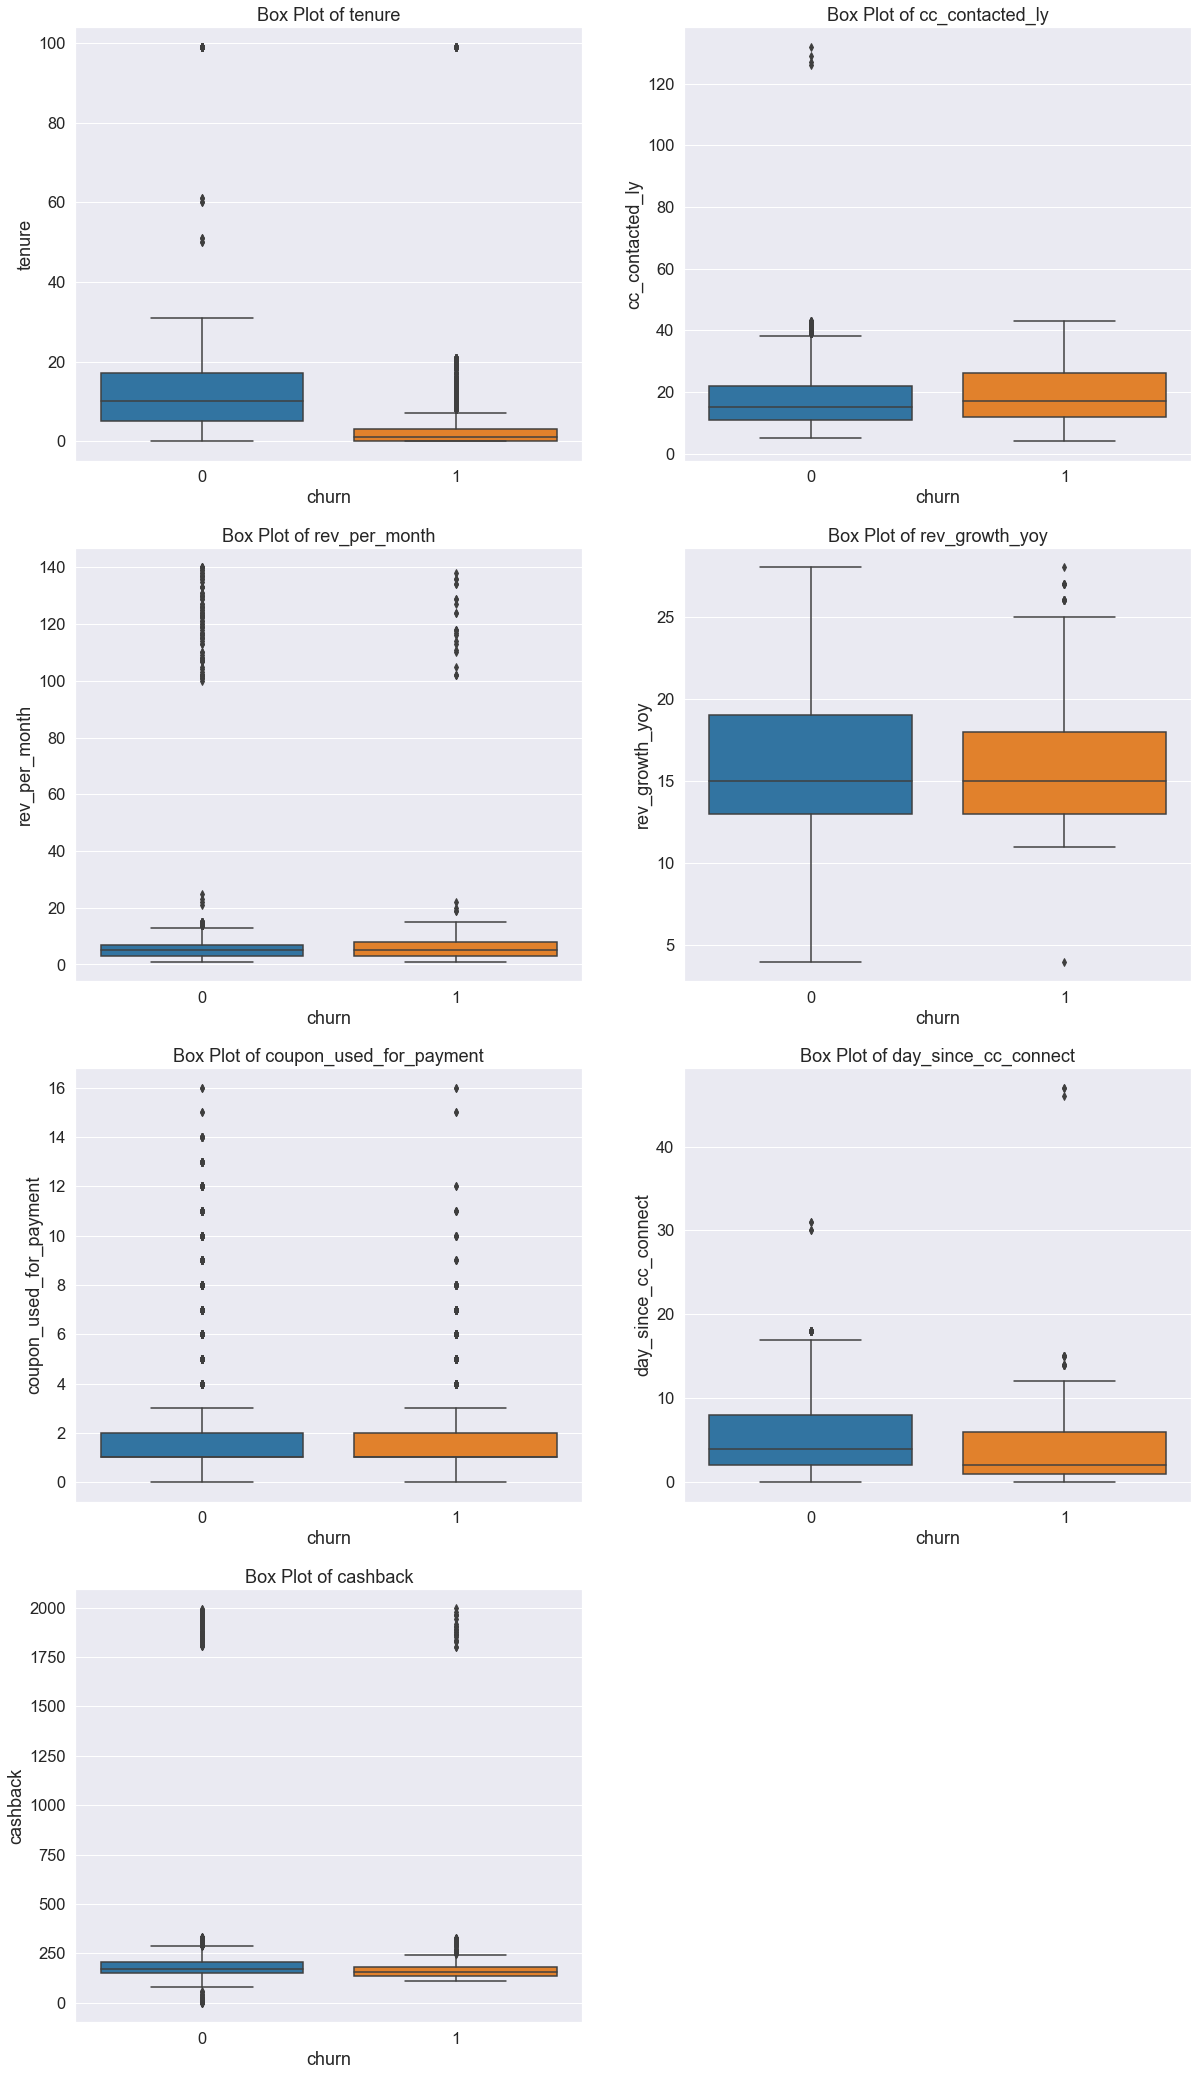 Box Plot of tenure
100
80
60
40
20
0
tenure
0 1
churn
Box Plot of cc_contacted_ly
120
100
80
60
40
20
0
cc_contacted_ly
0 1
churn
Box Plot of rev_per_month
140
120
100
80
60
40
20
0
rev_per_month
0 1
churn
Box Plot of rev_growth_yoy
25
20
15
10
5
rev_growth_yoy
0 1
churn
Box Plot of coupon_used_for_payment
16
14
12
10
8
6
4
2
0
coupon_used_for_payment
0 1
churn
Box Plot of day_since_cc_connect
40
30
20
10
0
day_since_cc_connect
0 1
churn
Box Plot of cashback
2000
1750
1500
1250
1000
750
500
250
0
cashback
0 1
churn